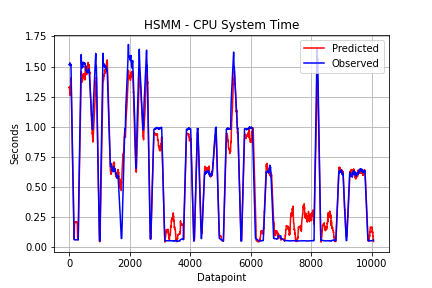 HSMM - CPU System Time
1.75
1.50
1.25
1.00
0.75
0.50
0.25
0.00
Seconds
Predicted
Observed
0 2000 4000 6000 8000 10000
Datapoint